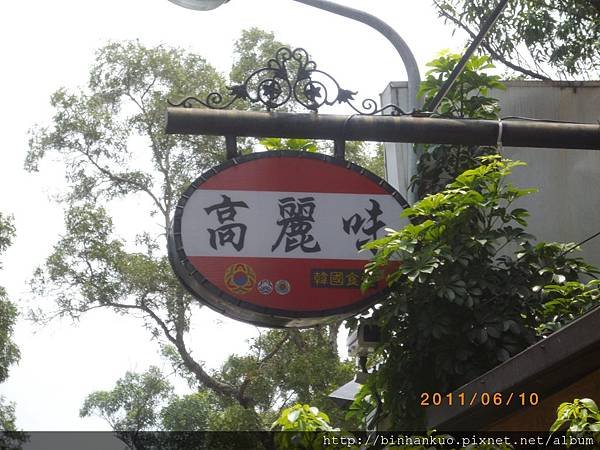 高麗味
韓國食
2011/06/10
http://binhankuo.pixnet.net/album